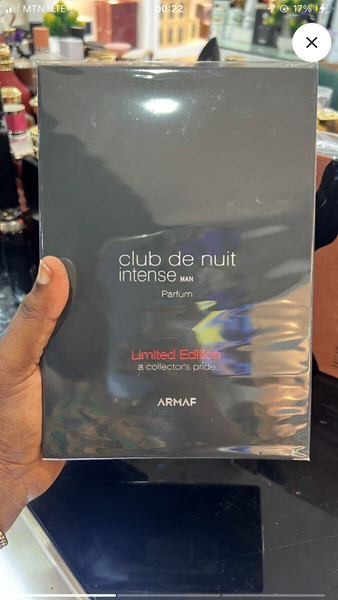 MTN LTE
00:22
17%
club de nuit
intense MAN
Parfum
Limited Edition
a collector's pride
ARMAF